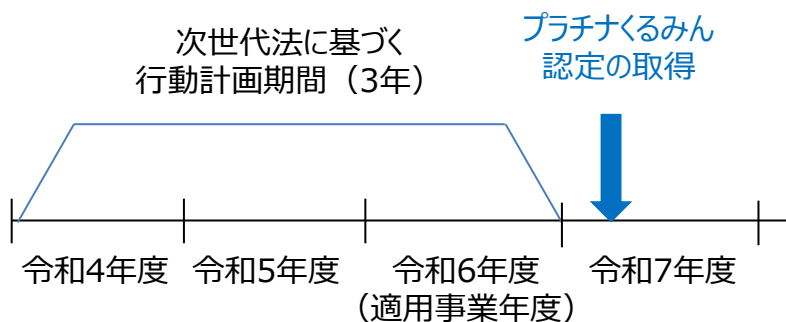 次世代法に基づく
行動計画期間（3年）
プラチナくるみん
認定の取得
令和4年度
令和5年度
令和6年度
（適用事業年度）
令和7年度